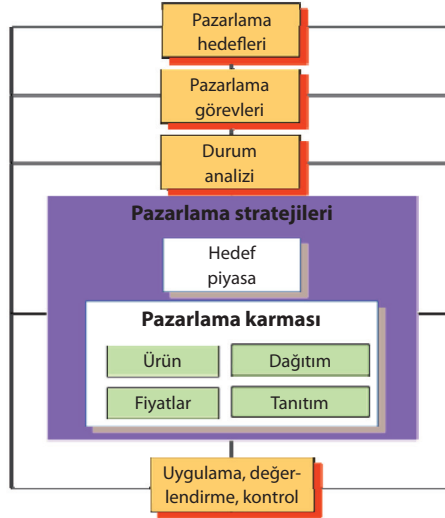 Pazarlama
hedefleri
Pazarlama
görevleri
Durum
analizi
Pazarlama stratejileri
Hedef
piyasa
Pazarlama karması
Ürün
Dağıtım
Fiyatlar
Tanıtım
Uygulama, değer-
lendirme, kontrol